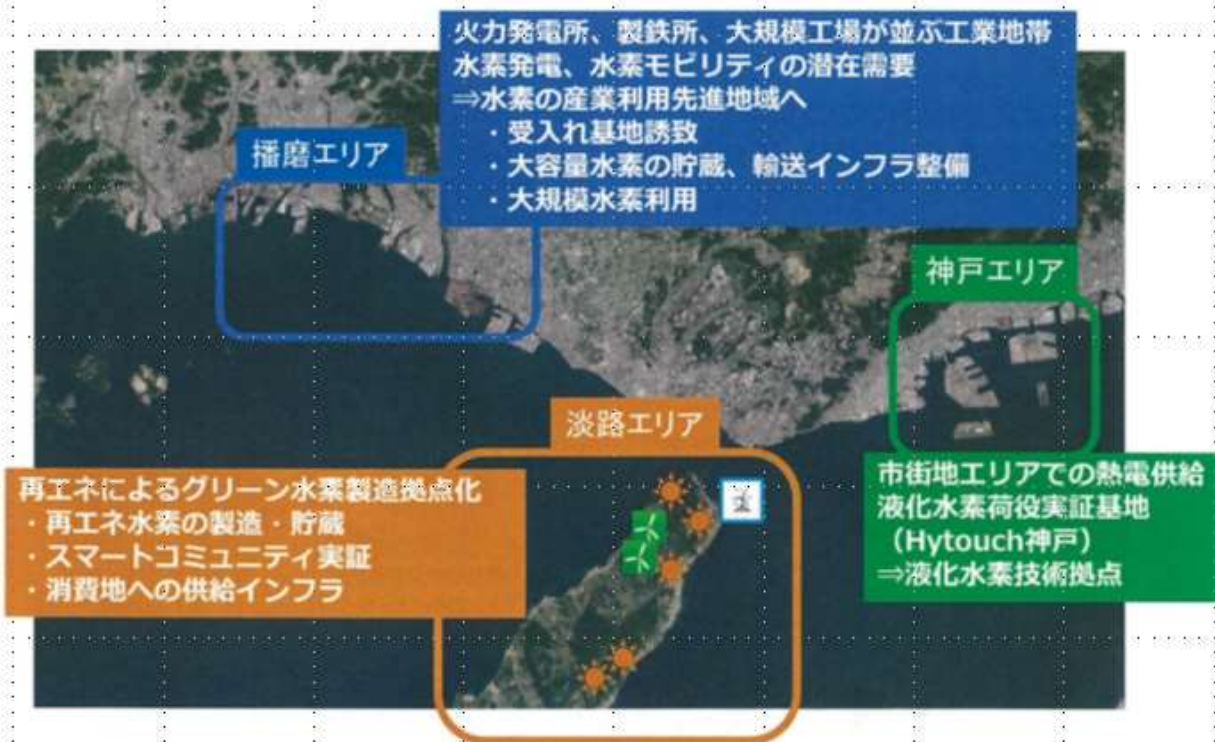 火力発電所、製鉄所、大規模工場が並ぶ工業地帯
水素発電、水素モビリティの潜在需要
⇒水素の産業利用先進地域へ
・受入れ基地誘致
・大容量水素の貯蔵、輸送インフラ整備
・大規模水素利用
播磨エリア
神戸エリア
淡路エリア
再エネによるグリーン水素製造拠点化
・再エネ水素の製造・貯蔵
・スマートコミュニティ実証
・消費地への供給インフラ
市街地エリアでの熱電供給
液化水素荷役実証基地
（Hytouch神戸）
⇒液化水素技術拠点